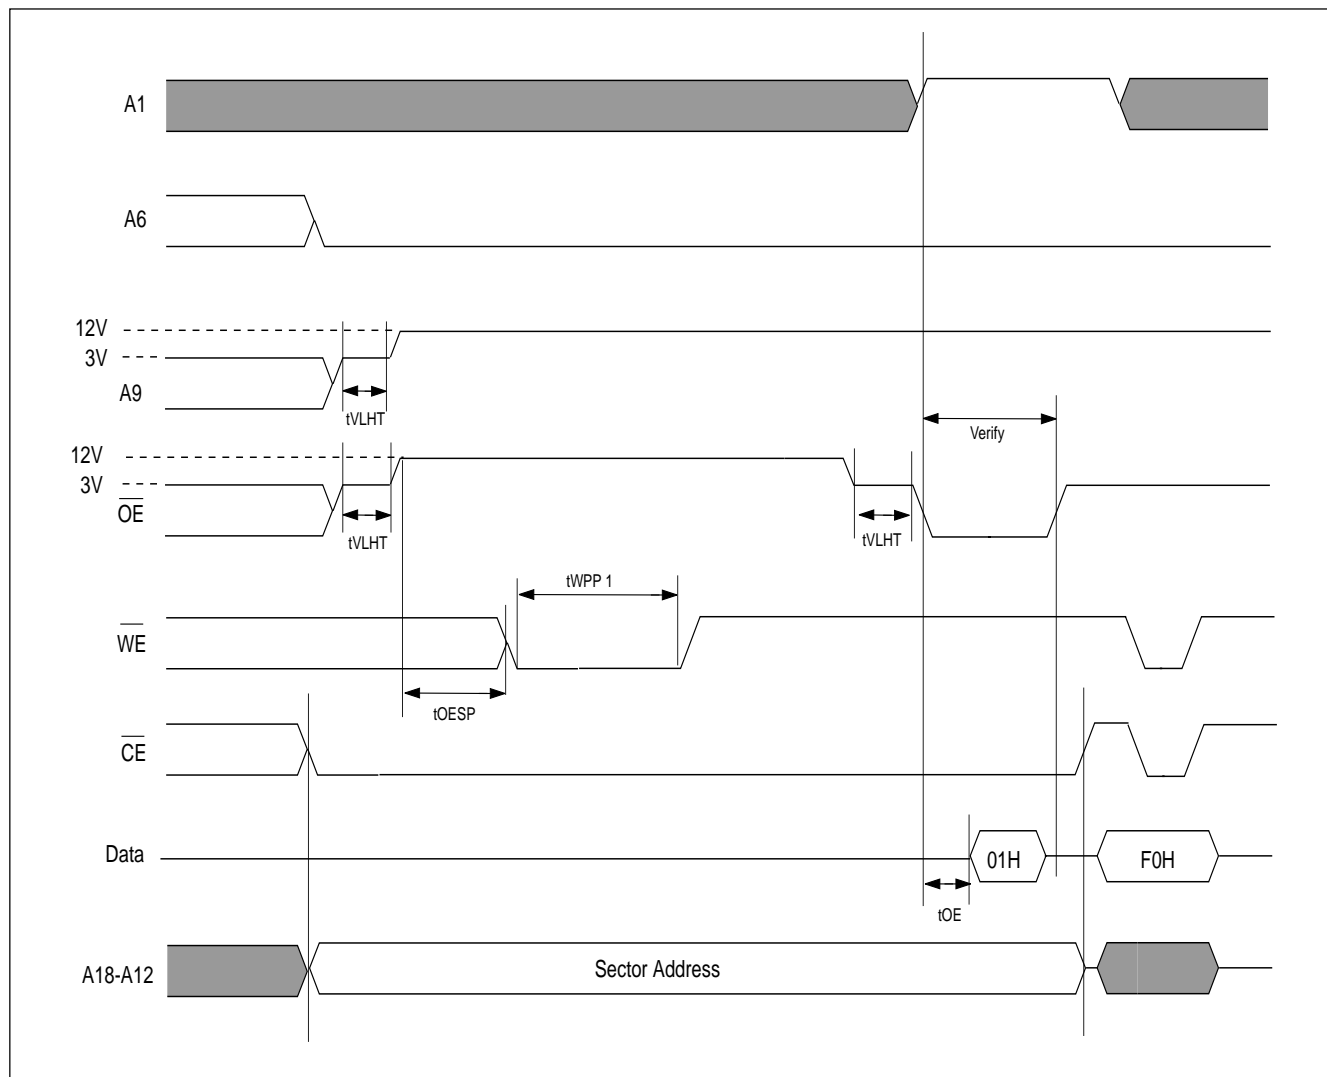 A1
A6
12V
3V
A9
tVLHT
Verify
12V
3V
OE
tVLHT
tVLHT
tWPP 1
WE
tOESP
CE
Data
01H
F0H
tOE
A18-A12
Sector Address